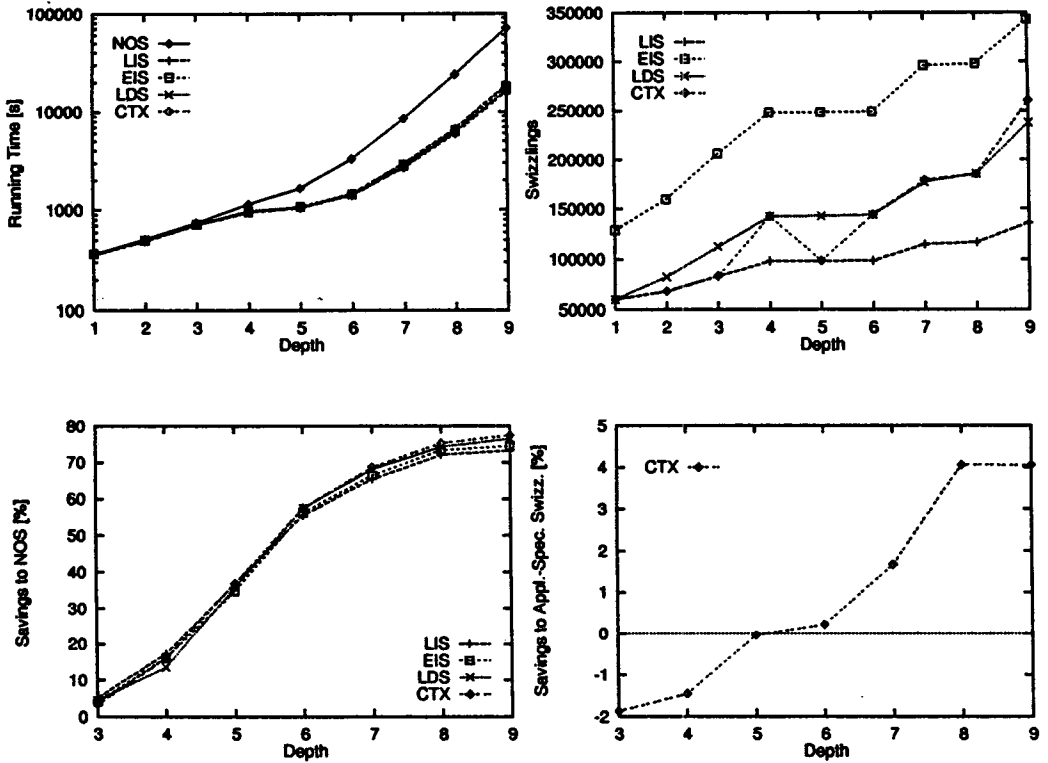 100000
10000
1000
100
Running Time [s]
NOS
LIS
EIS
LDS
CTX
1 2 3 4 5 6 7 8 9
Depth
350000
300000
250000
200000
150000
100000
50000
Swizzlings
LIS
EIS
LDS
CTX
1 2 3 4 5 6 7 8 9
Depth
80
70
60
50
40
30
20
10
0
Savings to NOS [%]
LIS
EIS
LDS
CTX
3 4 5 6 7 8 9
Depth
5
4
3
2
1
0
-1
-2
Savings to Appl.-Spec. Swizz. [%]
CTX
3 4 5 6 7 8 9
Depth